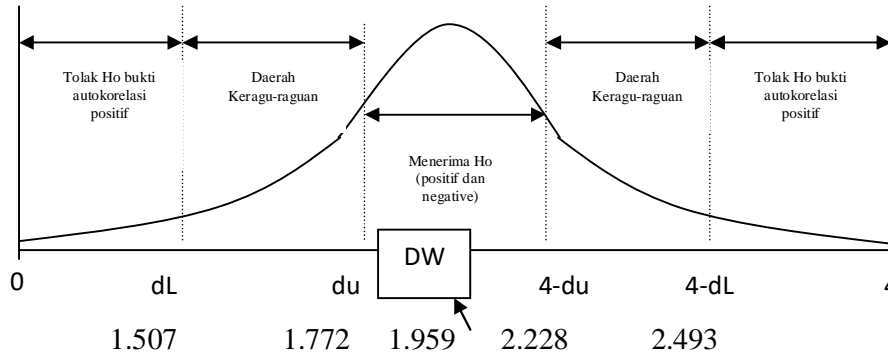 Tolak Ho bukti
autokorelasi
positif
Daerah
Keragu-raguan
Menerima Ho
(positif dan
negative)
Daerah
Keragu-raguan
Tolak Ho bukti
autokorelasi
positif
0 dL du DW 4-du 4-dL 4
1.507 1.772 1.959 2.228 2.493